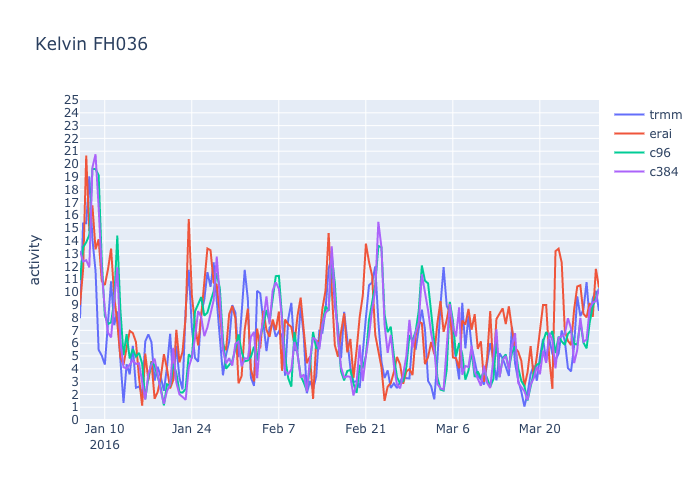 Kelvin FH036
activity
25
24
23
22
21
20
19
18
17
16
15
14
13
12
11
10
9
8
7
6
5
4
3
2
1
0
Jan 10
2016
Jan 24
Feb 7
Feb 21
Mar 6
Mar 20
trmm
erai
c96
c384